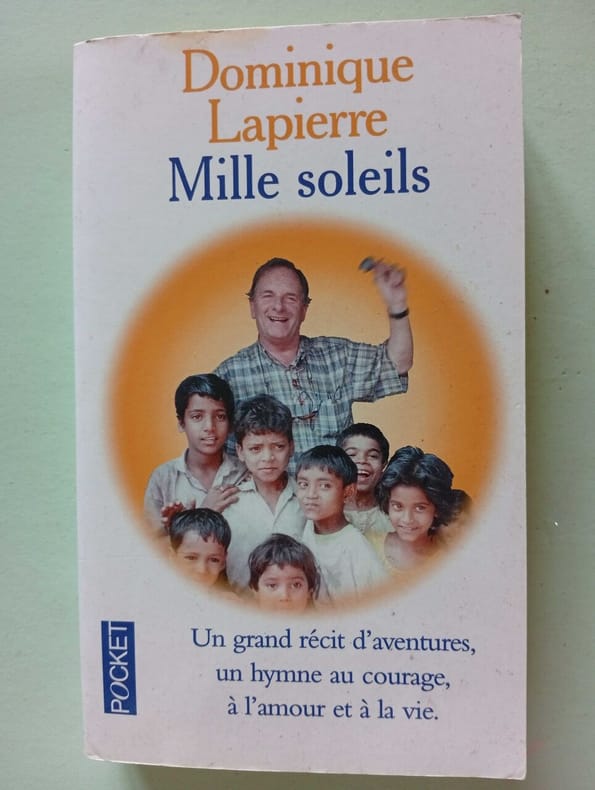 Dominique
Lapierre
Mille soleils
POCKET
Un grand récit d'aventures,
un hymne au courage,
à l'amour et à la vie.